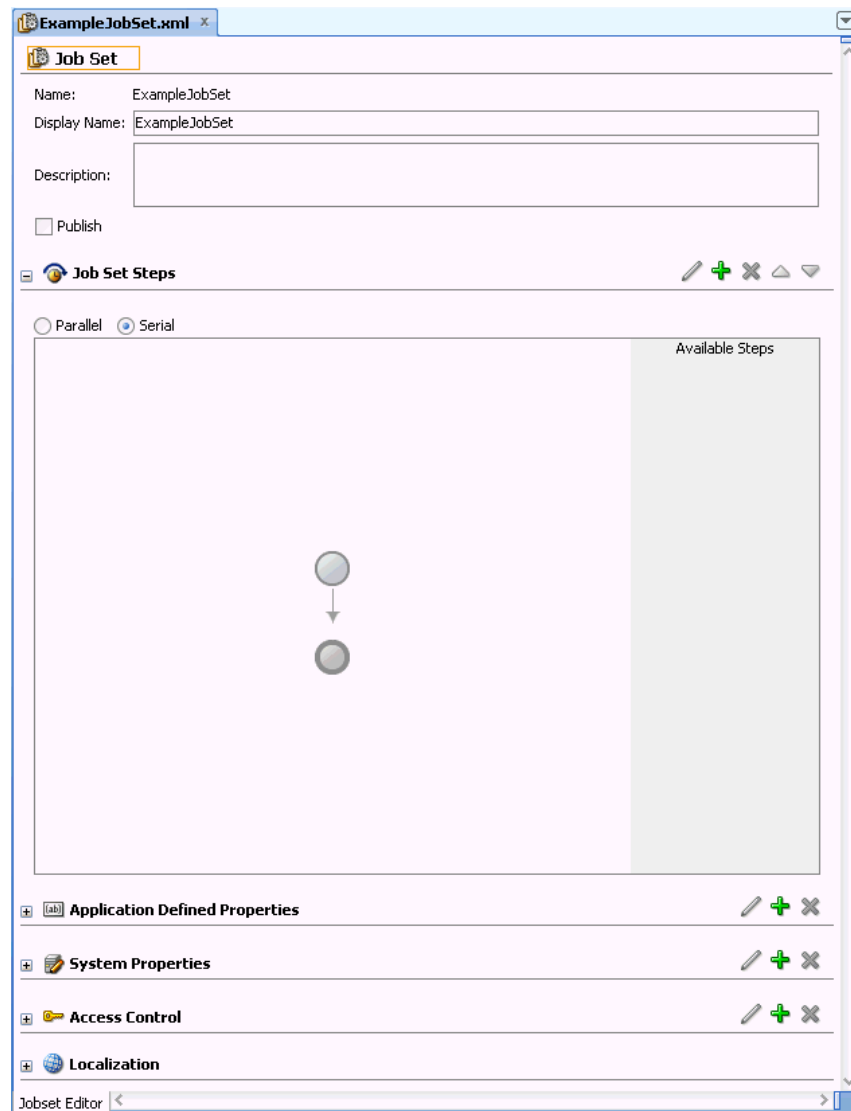 ExampleJobSet.xml x
Job Set
Name: ExampleJobSet
Display Name: ExampleJobSet
Description:
Publish
Job Set Steps
Parallel Serial
Available Steps
Application Defined Properties
System Properties
Access Control
Localization
Jobset Editor